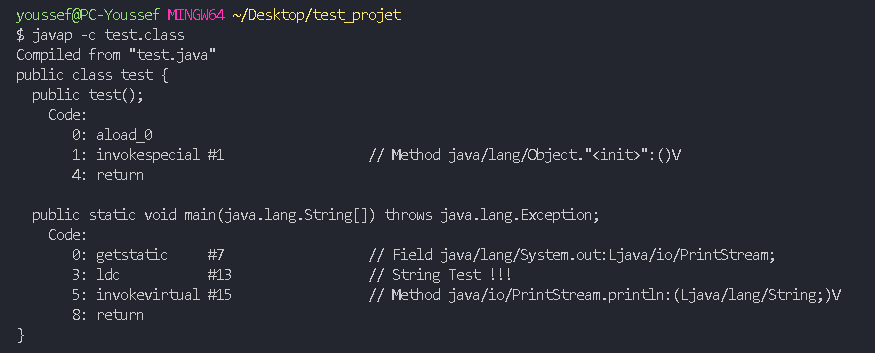 youssef@PC-Youssef MINGW64 ~/Desktop/test_projet
$ javap -c test.class
Compiled from "test.java"
public class test {
  public test();
    Code:
       0: aload_0
       1: invokespecial #1                  // Method java/lang/Object."<init>":()V
       4: return

  public static void main(java.lang.String[]) throws java.lang.Exception;
    Code:
       0: getstatic     #7                  // Field java/lang/System.out:Ljava/io/PrintStream;
       3: ldc           #13                 // String Test !!!
       5: invokevirtual #15                 // Method java/io/PrintStream.println:(Ljava/lang/String;)V
       8: return
}